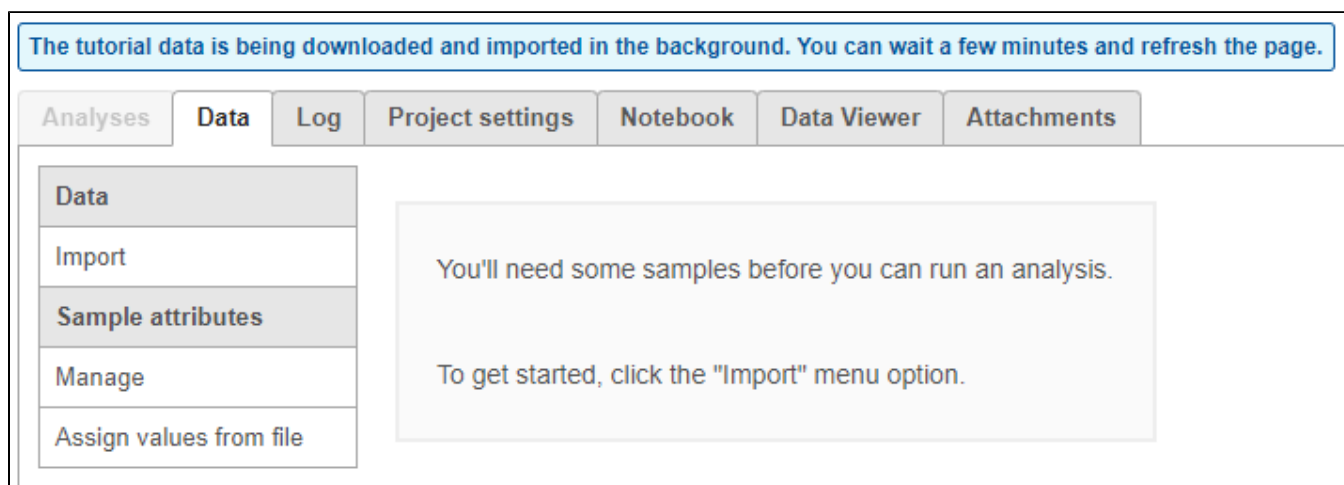 The tutorial data is being downloaded and imported in the background. You can wait a few minutes and refresh the page.
Analyses Data Log Project settings Notebook Data Viewer Attachments
Data
Import
Sample attributes
Manage
Assign values from file
You'll need some samples before you can run an analysis.
To get started, click the "Import" menu option.